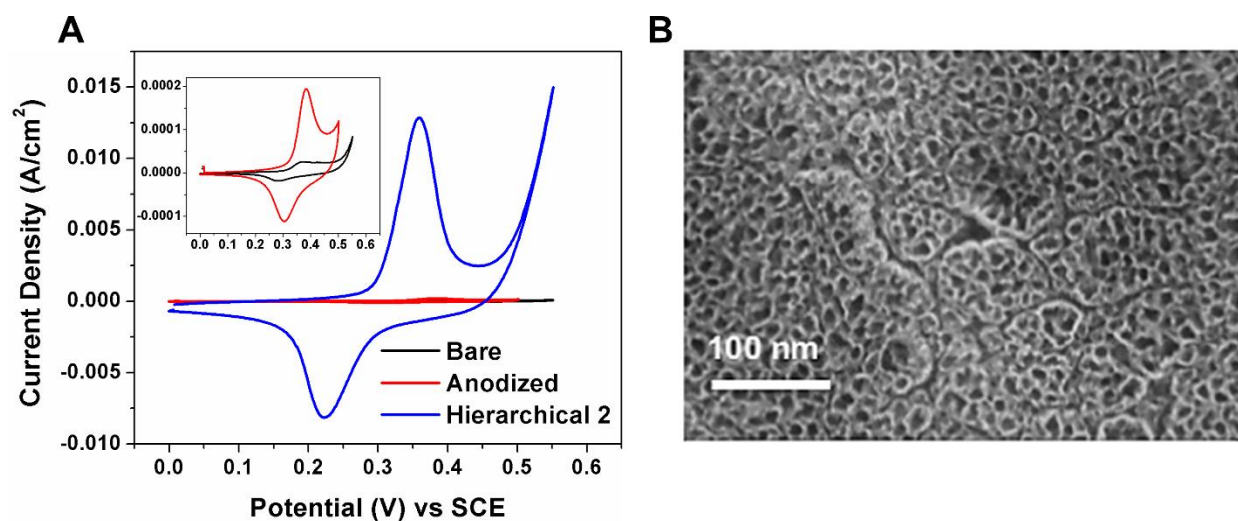 A
Current Density (A/cm²)
0.015
0.010
0.005
0.000
-0.005
-0.010
0.0 0.1 0.2 0.3 0.4 0.5 0.6
Potential (V) vs SCE
0.0002
0.0001
0.0000
-0.0001
0.0 0.1 0.2 0.3 0.4 0.5 0.6
Bare
Anodized
Hierarchical 2
B
100 nm